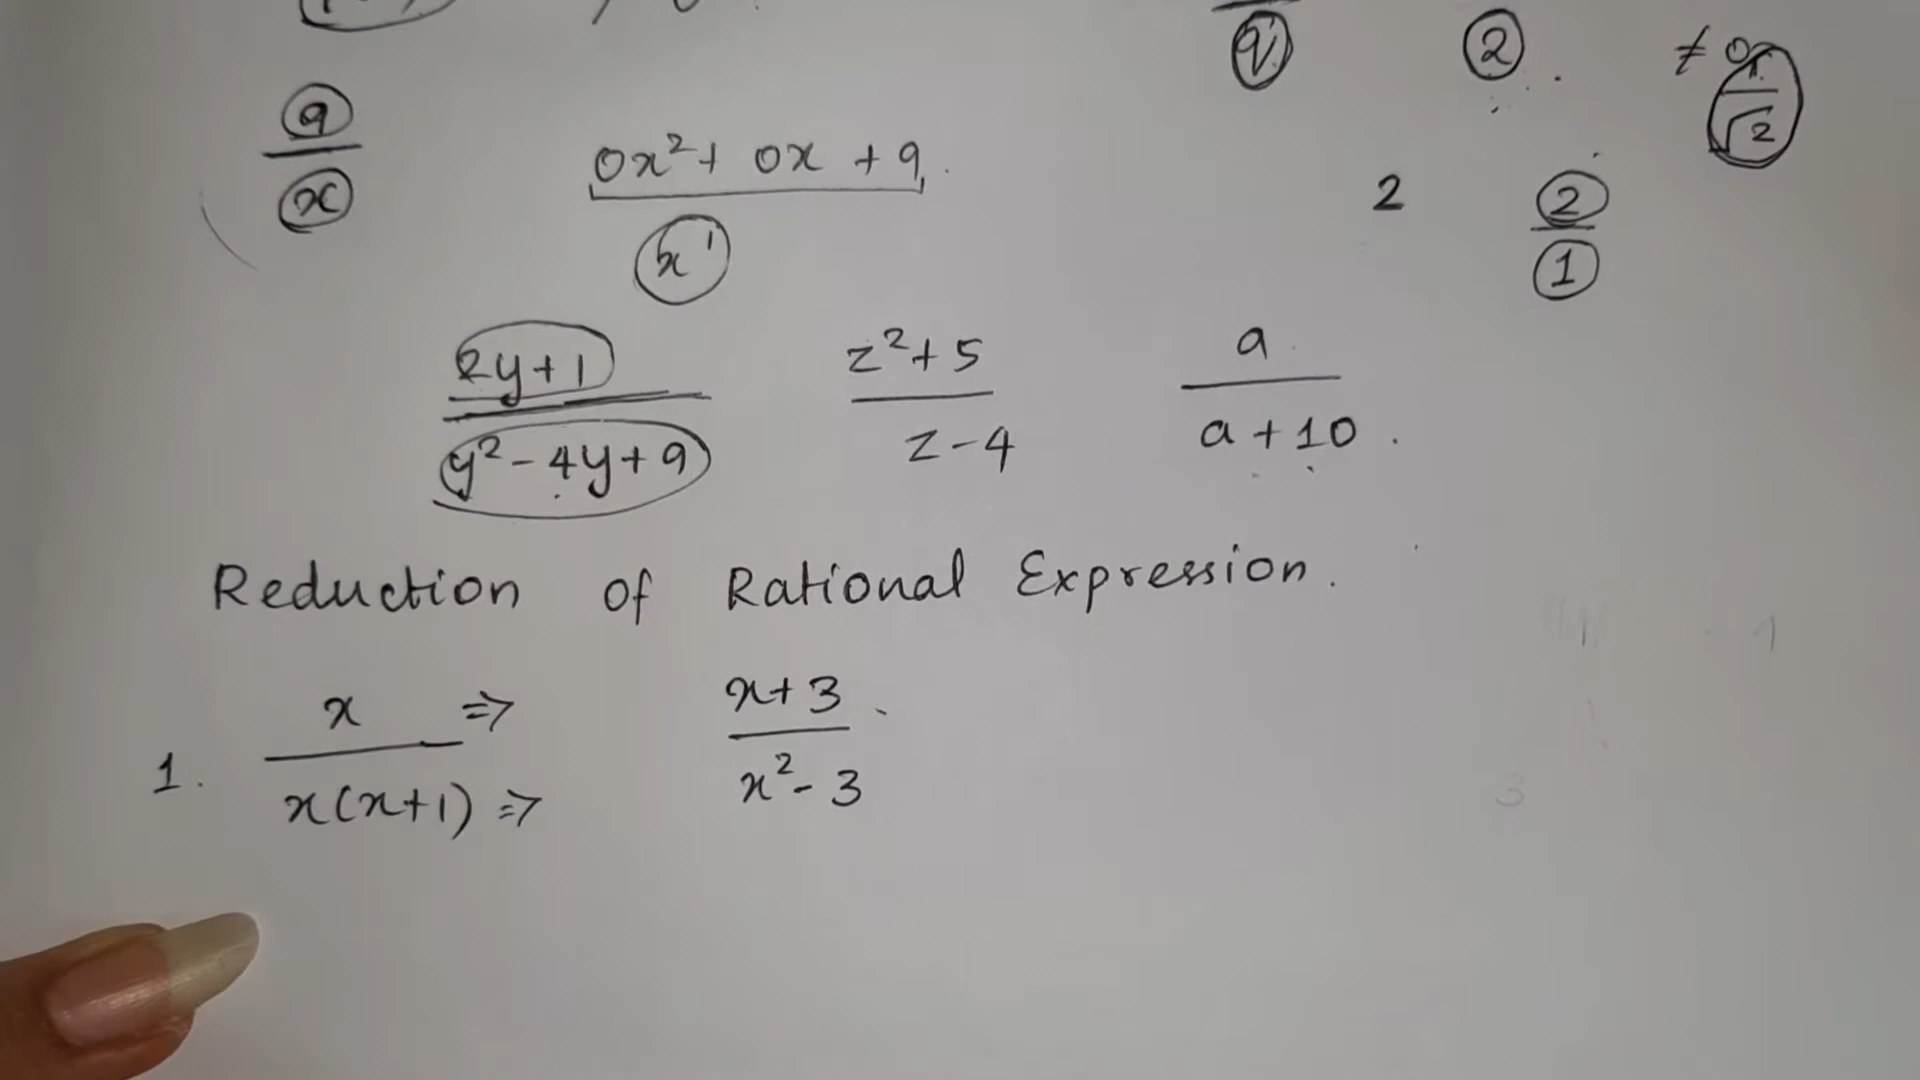 q 2 ≠ 0
9/x 0x² + 0x + 9 / x¹ 2 2/1 π/√2
2y+1 / y²-4y+9 z²+5 / z-4 a / a+10 .
Reduction of Rational Expression.
1. x ⇒ / x(x+1) ⇒ x+3 / x²-3